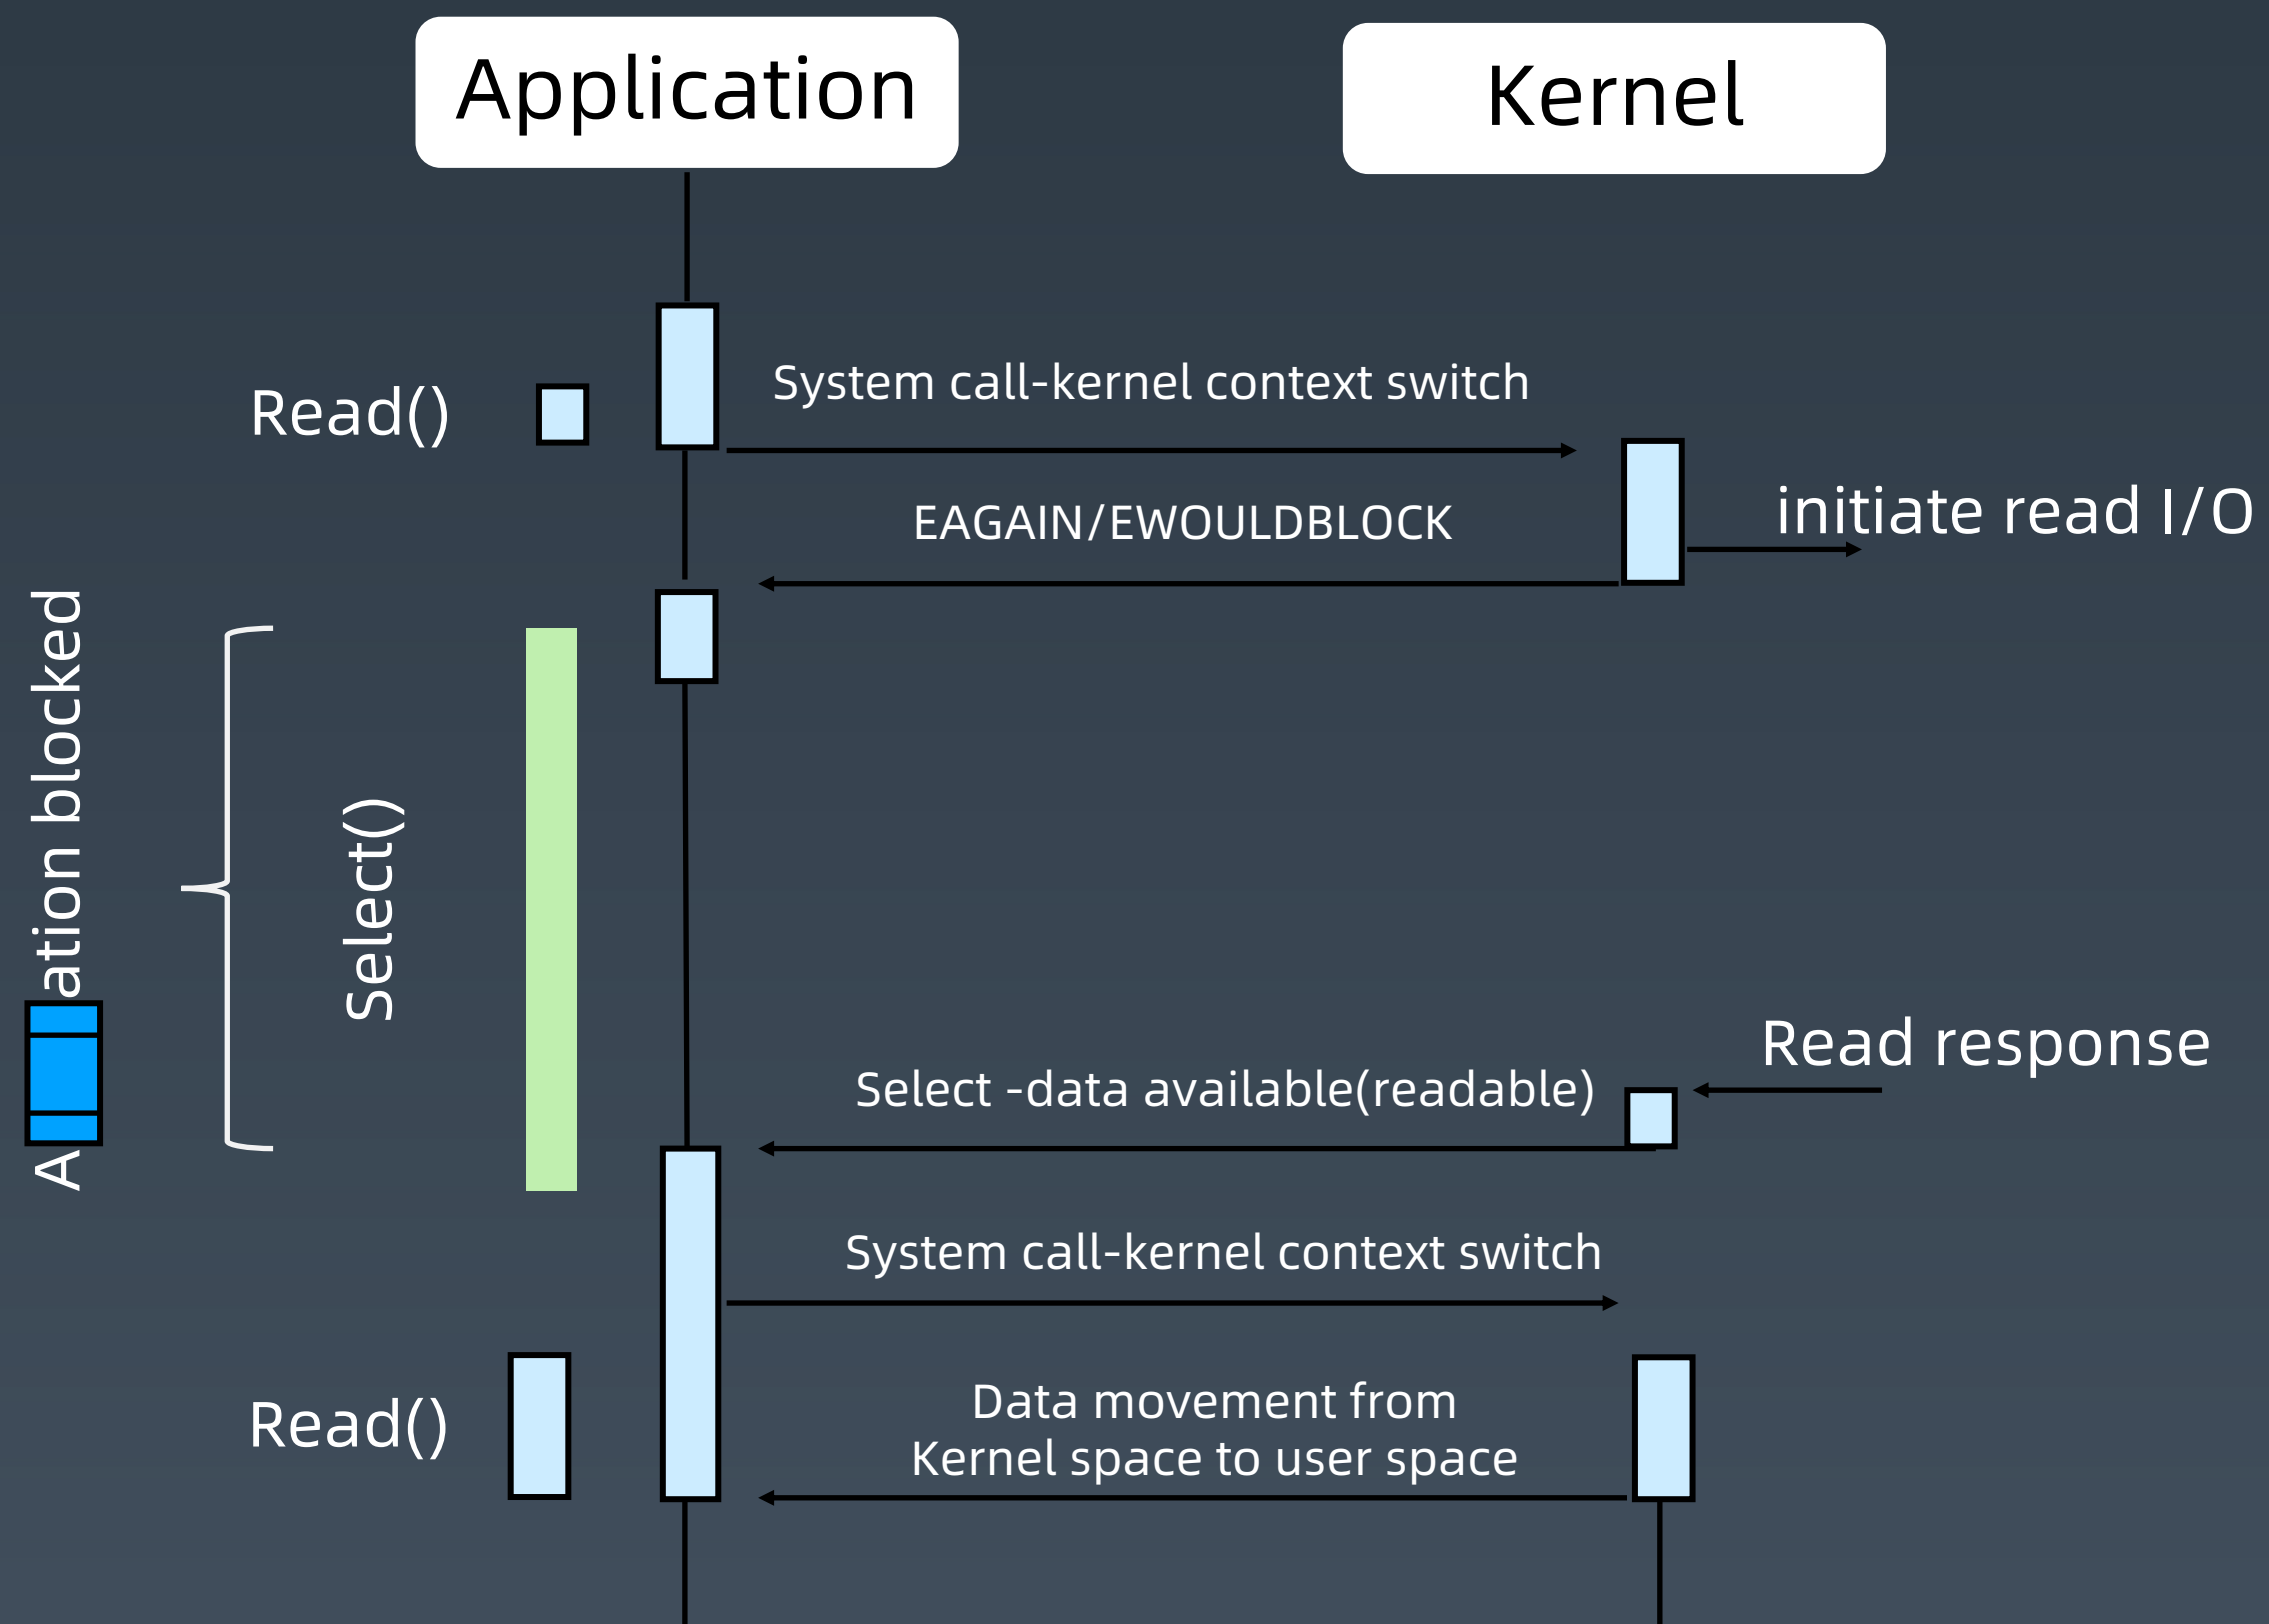 Application
Kernel
Read()
System call-kernel context switch
EAGAIN/EWOULDBLOCK
initiate read I/O
A ation blocked
Select()
Read response
Select -data available(readable)
System call-kernel context switch
Read()
Data movement from
Kernel space to user space